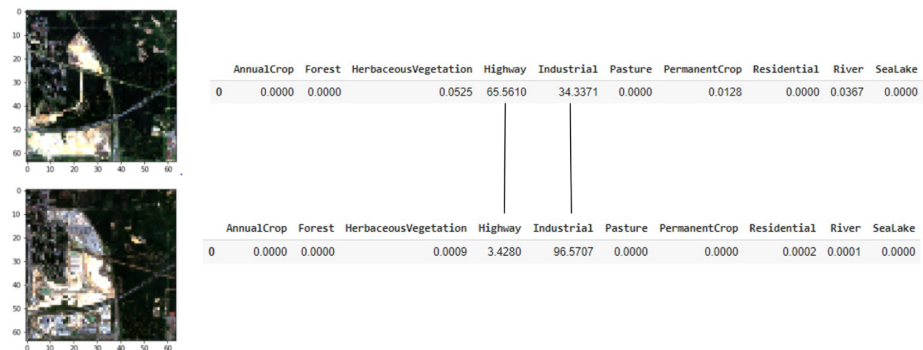 0
10
20
30
40
50
60
0 10 20 30 40 50 60
AnnualCrop Forest HerbaceousVegetation Highway Industrial Pasture PermanentCrop Residential River SeaLake
0 0.0000 0.0000 0.0525 65.5610 34.3371 0.0000 0.0128 0.0000 0.0367 0.0000
0
10
20
30
40
50
60
0 10 20 30 40 50 60
AnnualCrop Forest HerbaceousVegetation Highway Industrial Pasture PermanentCrop Residential River SeaLake
0 0.0000 0.0000 0.0009 3.4280 96.5707 0.0000 0.0000 0.0002 0.0001 0.0000